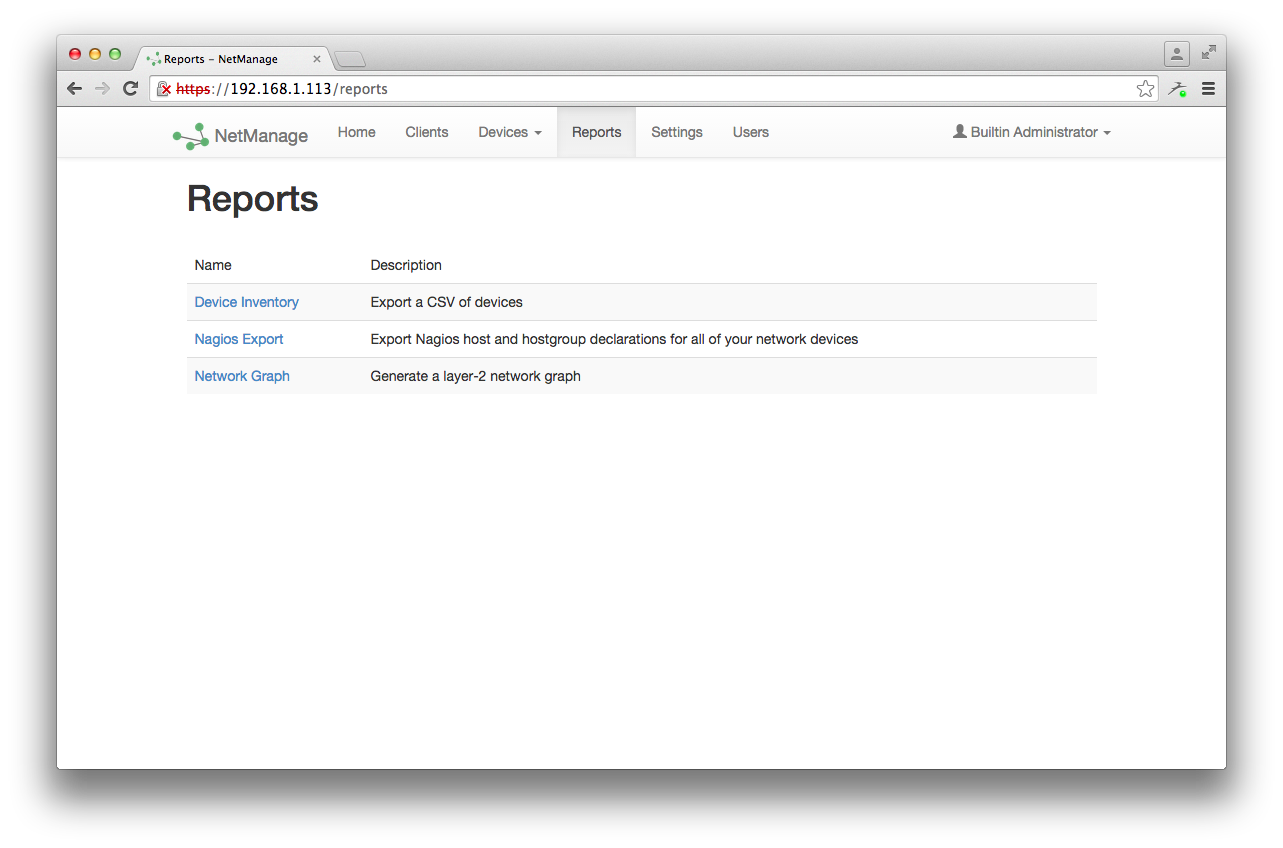 Reports – NetManage
https://192.168.1.113/reports
NetManage Home Clients Devices Reports Settings Users Builtin Administrator
Reports
Name Description
Device Inventory Export a CSV of devices
Nagios Export Export Nagios host and hostgroup declarations for all of your network devices
Network Graph Generate a layer-2 network graph